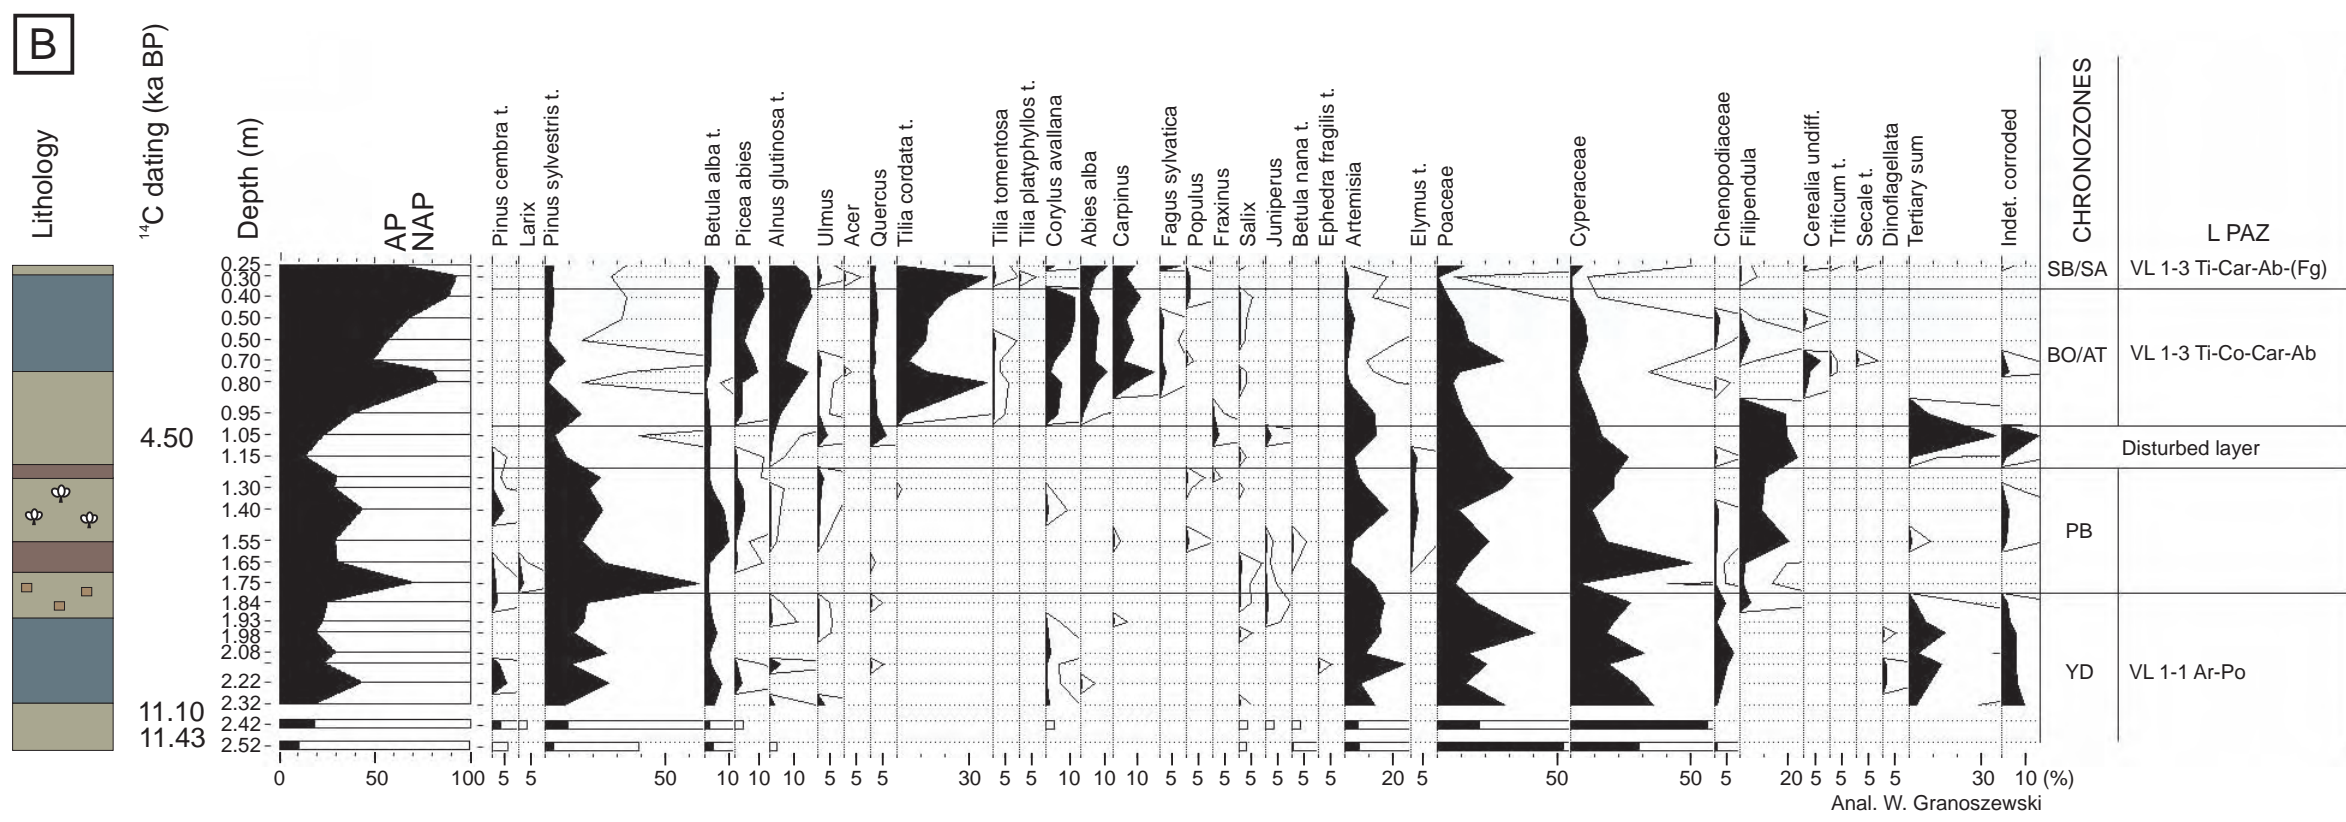 B
Lithology
¹⁴C dating (ka BP)
Depth (m)
AP
NAP
Pinus cembra t.
Larix
Pinus sylvestris t.
Betula alba t.
Picea abies
Alnus glutinosa t.
Ulmus
Acer
Quercus
Tilia cordata t.
Tilia tomentosa
Tilia platyphyllos t.
Corylus avallana
Abies alba
Carpinus
Fagus sylvatica
Populus
Fraxinus
Salix
Juniperus
Betula nana t.
Ephedra fragilis t.
Artemisia
Elymus t.
Poaceae
Cyperaceae
Chenopodiaceae
Filipendula
Cerealia undiff.
Triticum t.
Secale t.
Dinoflagellata
Tertiary sum
Indet. corroded
CHRONOZONES
L PAZ
0.25
0.30
0.40
0.50
0.50
0.70
0.80
0.95
1.05
1.15
1.30
1.40
1.55
1.65
1.75
1.84
1.93
1.98
2.08
2.22
2.32
2.42
2.52
4.50
11.10
11.43
SB/SA VL 1-3 Ti-Car-Ab-(Fg)
BO/AT VL 1-3 Ti-Co-Car-Ab
Disturbed layer
PB
YD VL 1-1 Ar-Po
0 50 100 5 5 50 10 10 10 5 5 5 30 5 5 10 10 10 5 5 5 5 5 5 5 20 5 50 50 5 20 5 5 5 5 30 10 (%)
Anal. W. Granoszewski